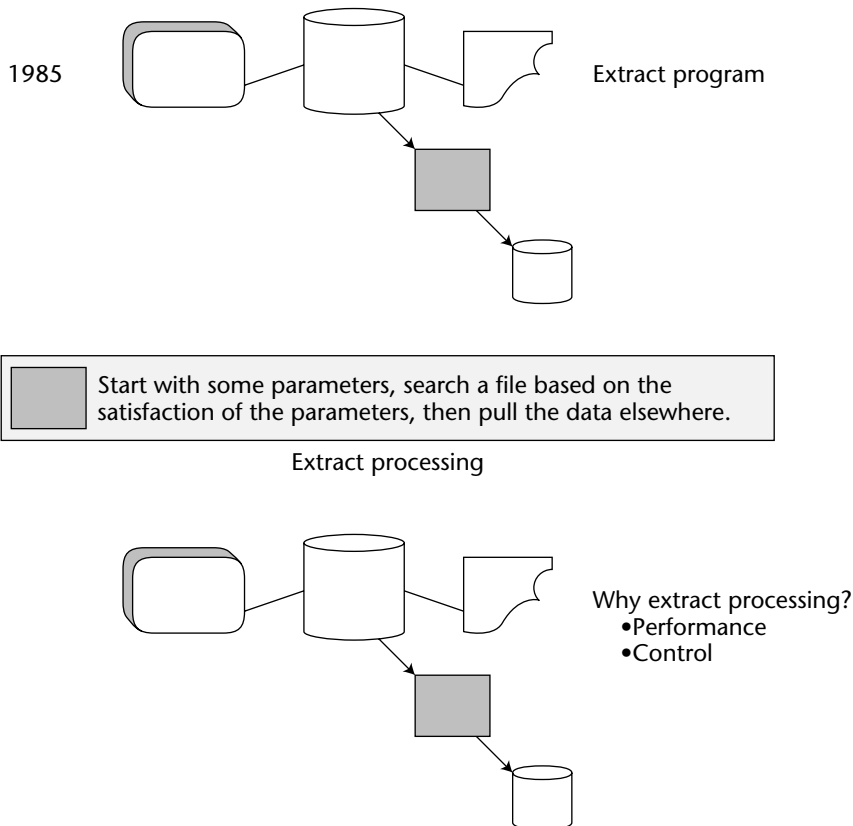 1985
Extract program
Start with some parameters, search a file based on the
satisfaction of the parameters, then pull the data elsewhere.
Extract processing
Why extract processing?
•Performance
•Control